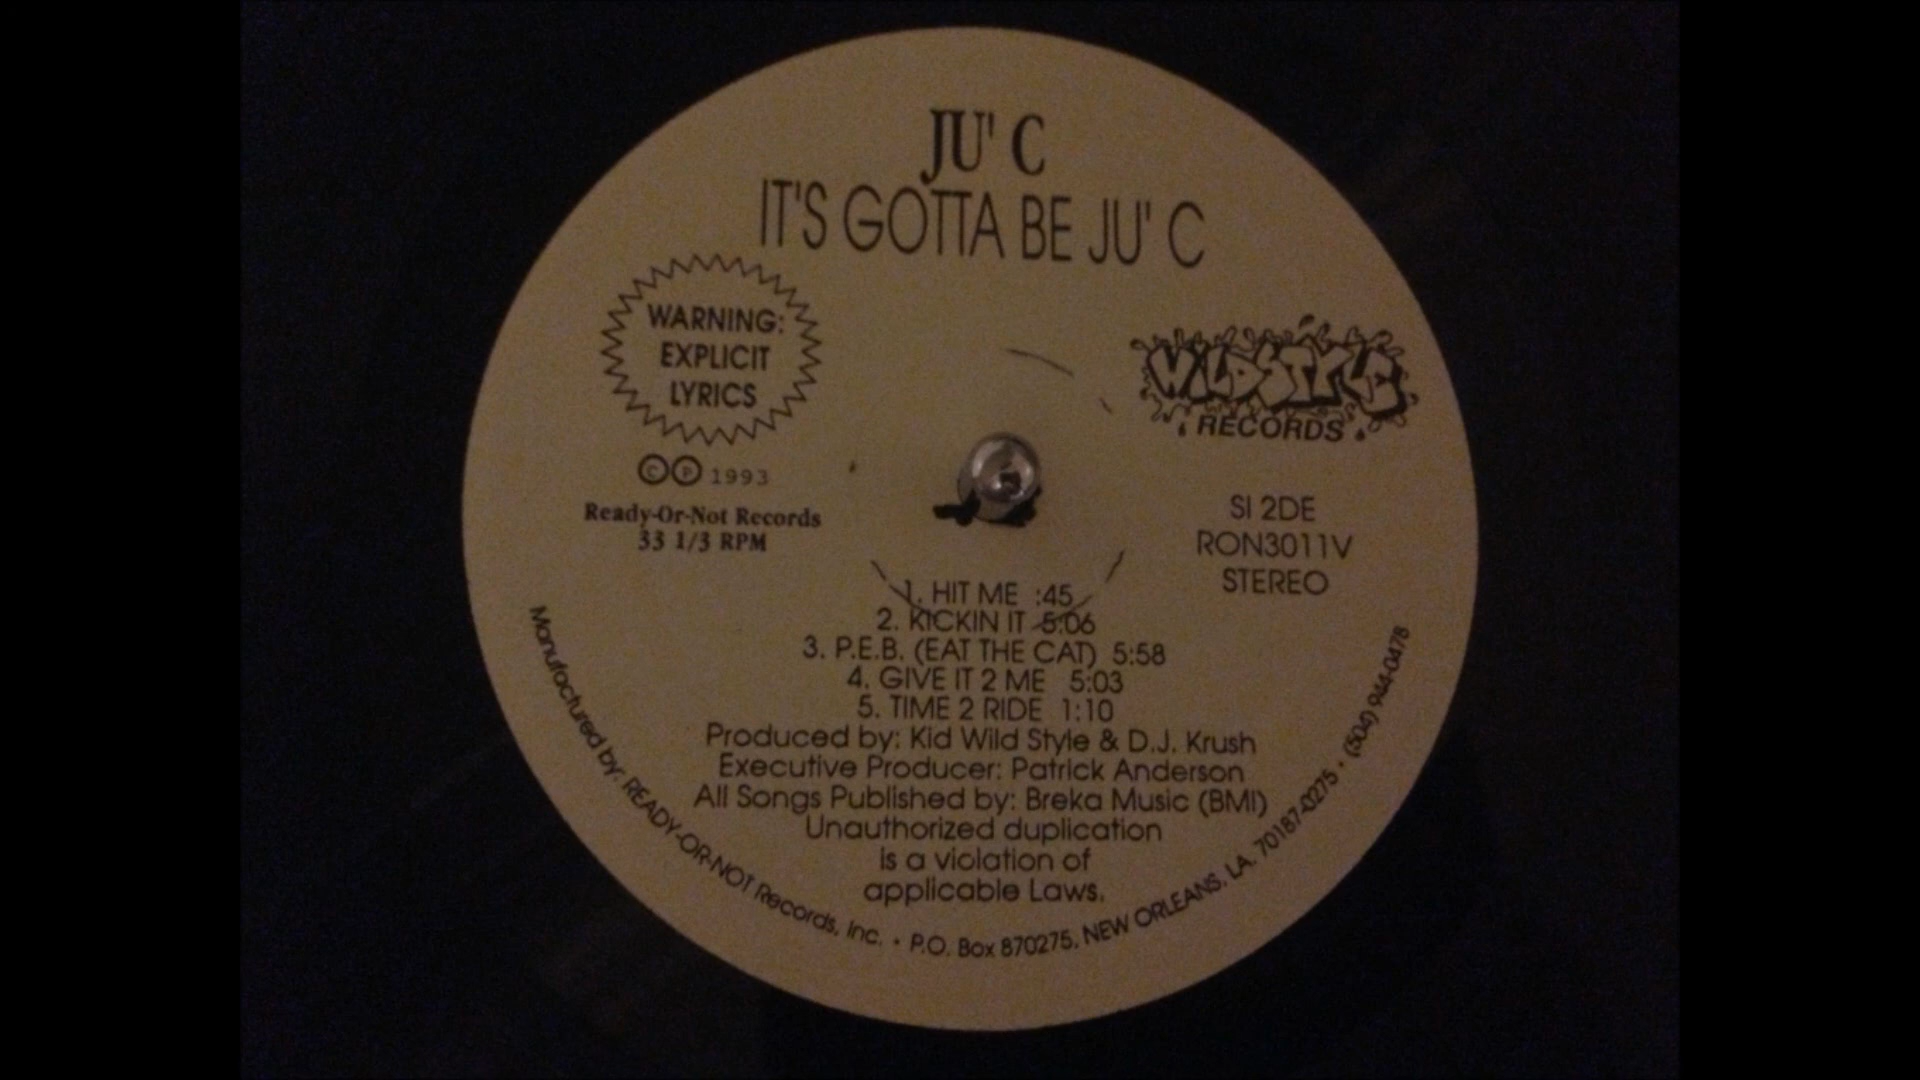 JU' C
IT'S GOTTA BE JU' C
WARNING:
EXPLICIT
LYRICS
WILDSTYLE
RECORDS
© ℗ 1993
Ready-Or-Not Records
33 1/3 RPM
SI 2DE
RON3011V
STEREO
1. HIT ME :45
2. KICKIN IT 5:06
3. P.E.B. (EAT THE CAT) 5:58
4. GIVE IT 2 ME 5:03
5. TIME 2 RIDE 1:10
Produced by: Kid Wild Style & D.J. Krush
Executive Producer: Patrick Anderson
All Songs Published by: Breka Music (BMI)
Unauthorized duplication
is a violation of
applicable Laws.
Manufactured by: READY-OR-NOT Records, Inc. • P.O. Box 870275, NEW ORLEANS, LA. 70187-0275 • (504) 944-0478